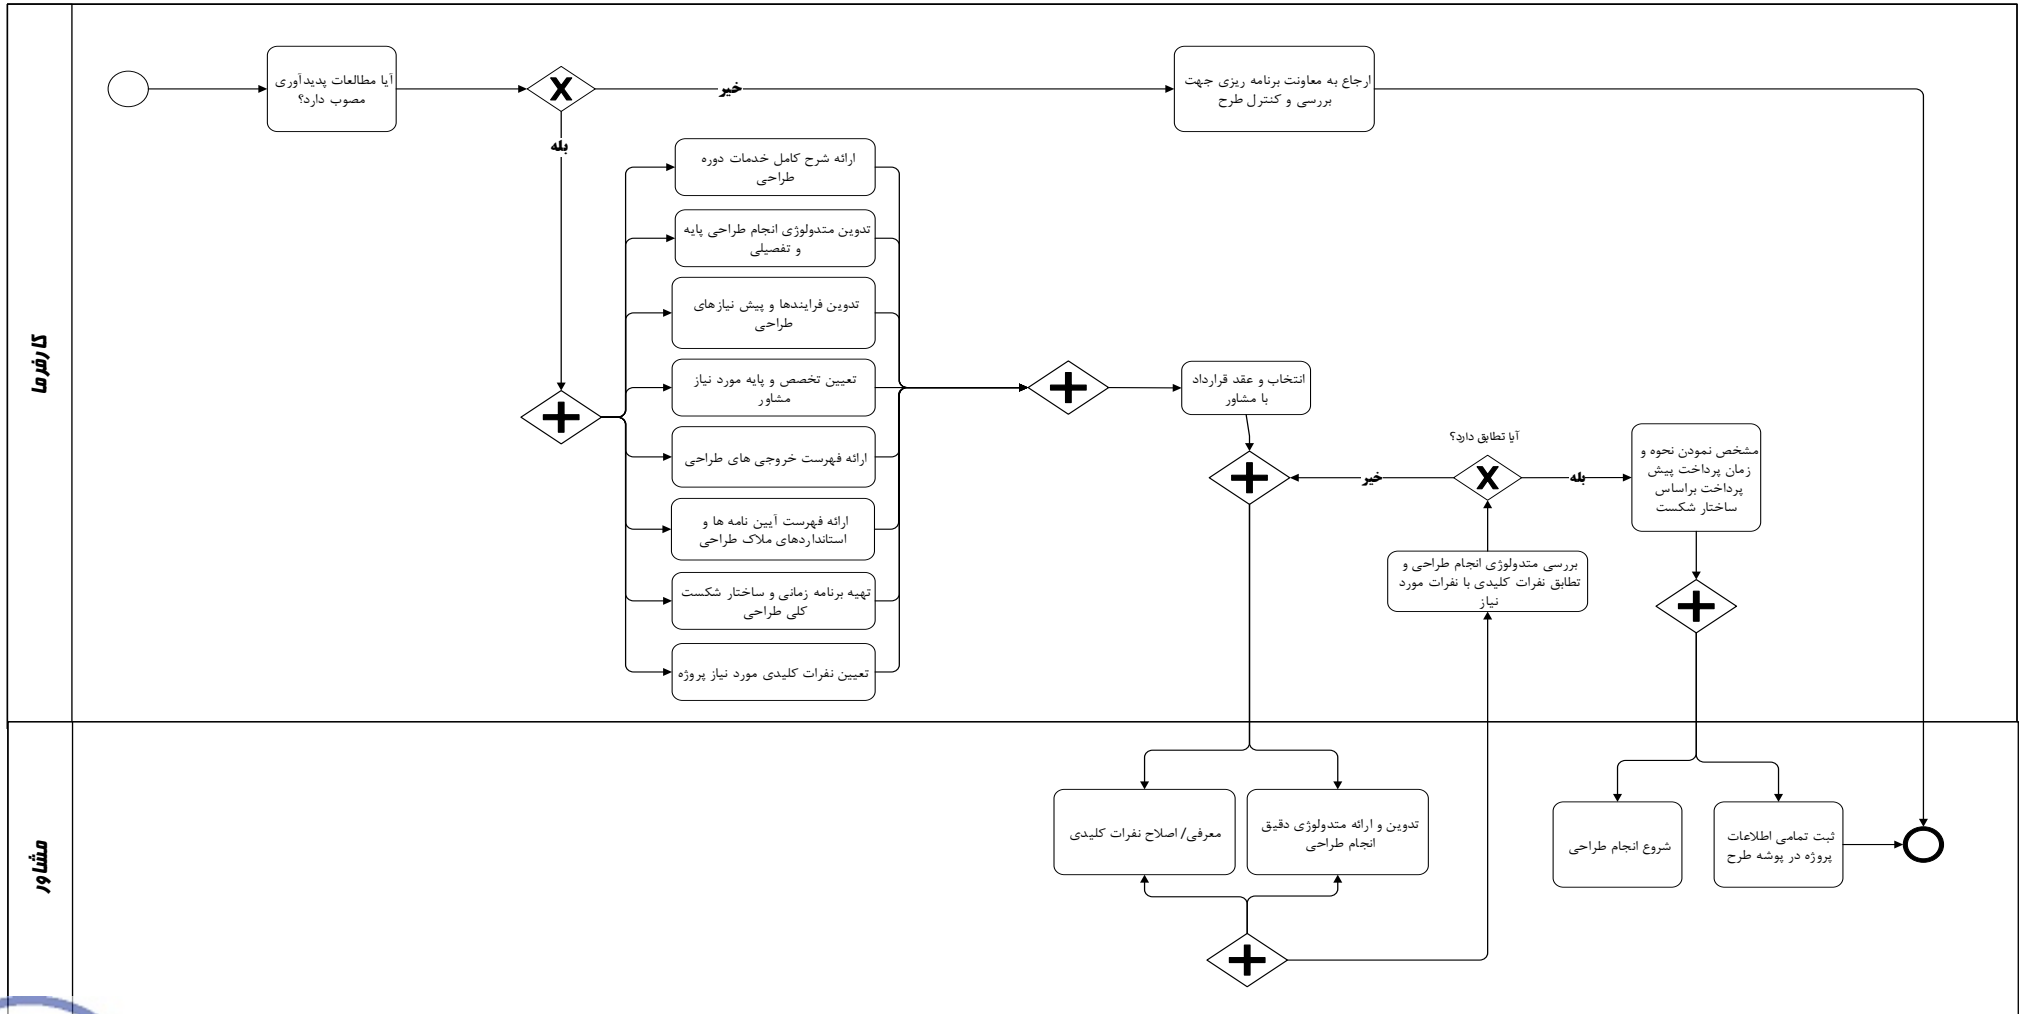 کارفرما
آیا مطالعات پدیدآوری
مصوب دارد؟
خیر
بله
ارجاع به معاونت برنامه ریزی جهت
بررسی و کنترل طرح
ارائه شرح کامل خدمات دوره
طراحی
تدوین متدولوژی انجام طراحی پایه
و تفصیلی
تدوین فرایندها و پیش نیازهای
طراحی
تعیین تخصص و پایه مورد نیاز
مشاور
ارائه فهرست خروجی های طراحی
ارائه فهرست آیین نامه ها و
استانداردهای ملاک طراحی
تهیه برنامه زمانی و ساختار شکست
کلی طراحی
تعیین نفرات کلیدی مورد نیاز پروژه
انتخاب و عقد قرارداد
با مشاور
آیا تطابق دارد؟
خیر
بله
مشخص نمودن نحوه و
زمان پرداخت پیش
پرداخت براساس
ساختار شکست
بررسی متدولوژی انجام طراحی و
تطابق نفرات کلیدی با نفرات مورد
نیاز
مشاور
معرفی/ اصلاح نفرات کلیدی
تدوین و ارائه متدولوژی دقیق
انجام طراحی
شروع انجام طراحی
ثبت تمامی اطلاعات
پروژه در پوشه طرح